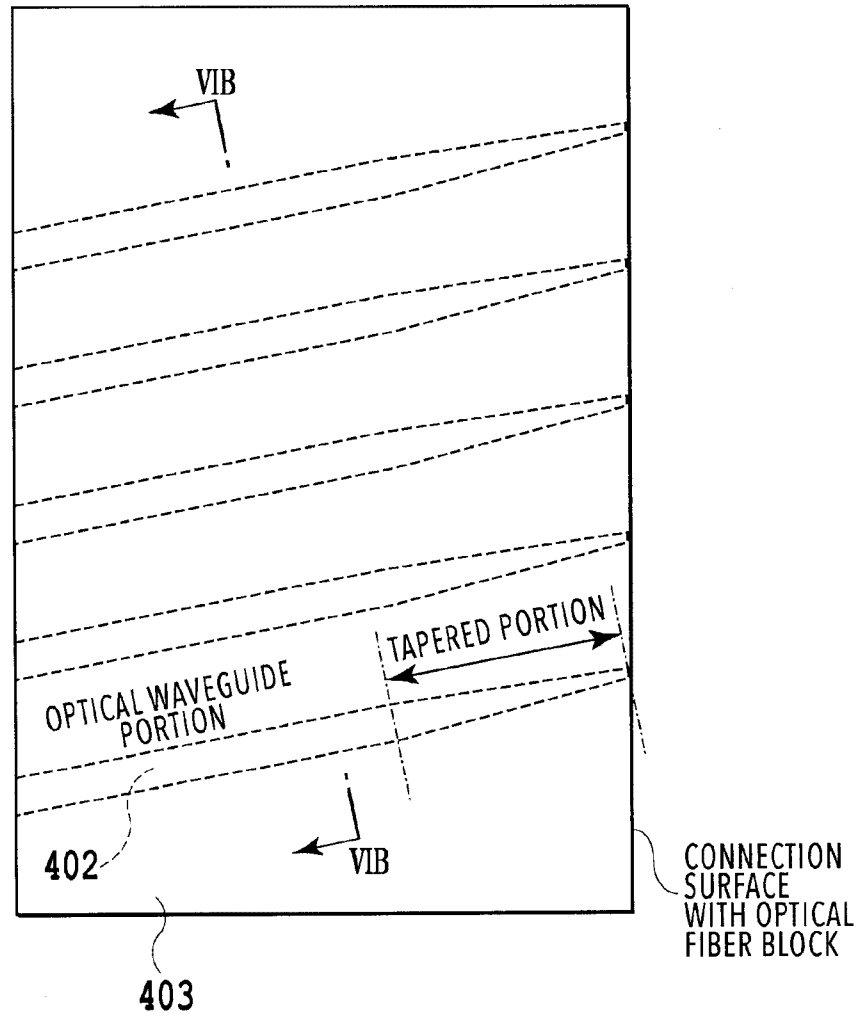 VIB
TAPERED PORTION
OPTICAL WAVEGUIDE
PORTION
402
VIB
CONNECTION
SURFACE
WITH OPTICAL
FIBER BLOCK
403